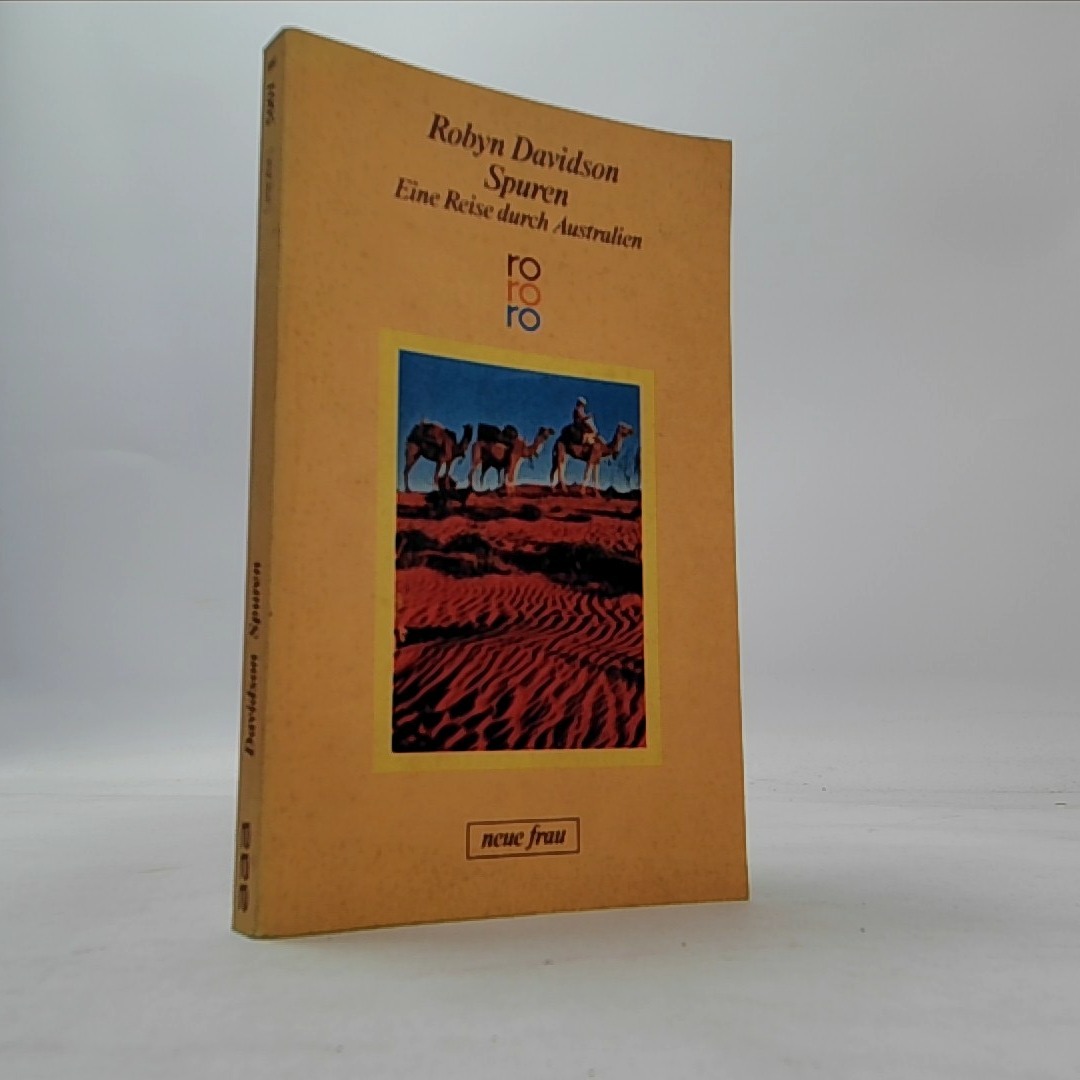 Robyn Davidson
Spuren
Eine Reise durch Australien
ro
ro
ro
neue frau
Davidson Spuren